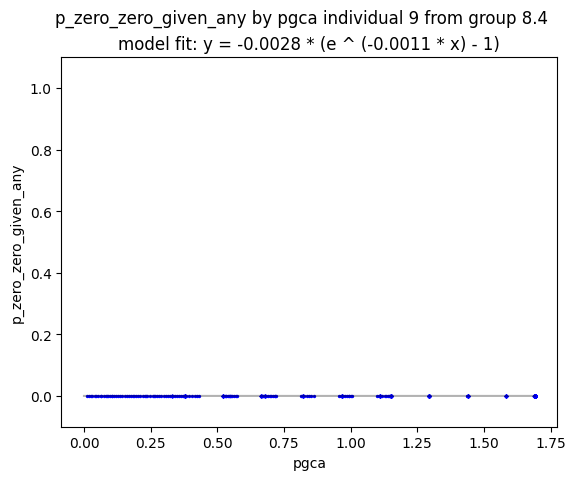 p_zero_zero_given_any by pgca individual 9 from group 8.4
model fit: y = -0.0028 * (e ^ (-0.0011 * x) - 1)
1.0
0.8
0.6
0.4
0.2
0.0
p_zero_zero_given_any
0.00 0.25 0.50 0.75 1.00 1.25 1.50 1.75
pgca